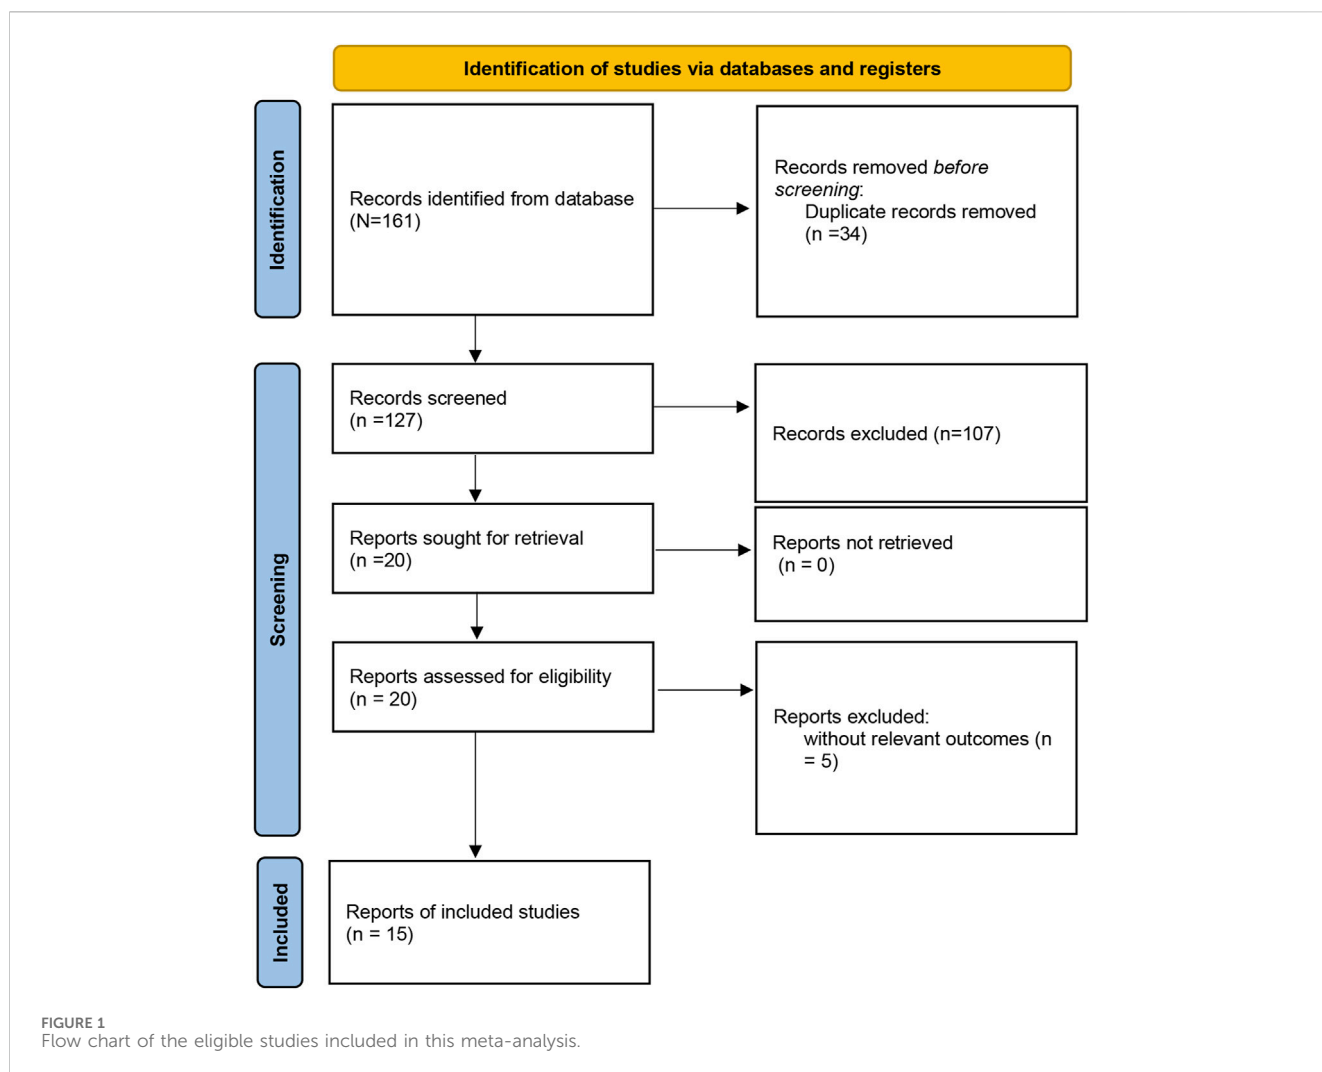 Identification of studies via databases and registers
Identification
Records identified from database
(N=161)
Records removed before
screening:
Duplicate records removed
(n =34)
Screening
Records screened
(n =127)
Records excluded (n=107)
Reports sought for retrieval
(n =20)
Reports not retrieved
(n = 0)
Reports assessed for eligibility
(n = 20)
Reports excluded:
without relevant outcomes (n
= 5)
Included
Reports of included studies
(n = 15)
FIGURE 1
Flow chart of the eligible studies included in this meta-analysis.